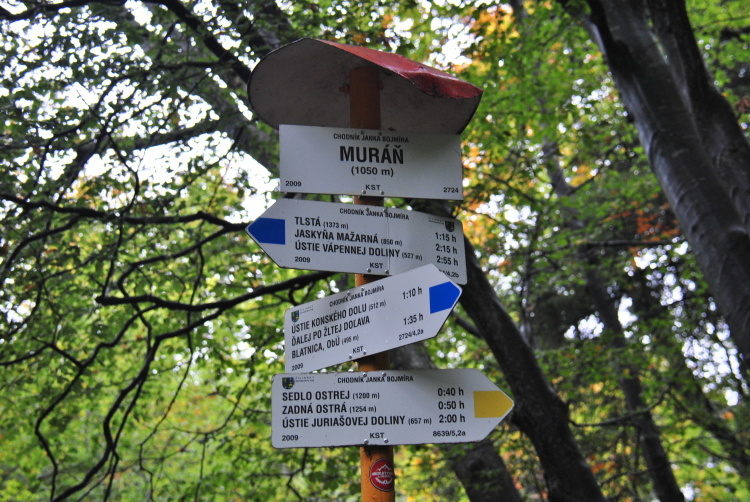 CHODNÍK JANKA BOJMÍRA
MURÁŇ
(1050 m)
2009 KST 2724
CHODNÍK JANKA BOJMÍRA
TLSTÁ (1373 m) 1:15 h
JASKYŇA MAŽARNÁ (850 m) 2:15 h
ÚSTIE VÁPENNEJ DOLINY (527 m) 2:55 h
2009 KST
CHODNÍK JANKA BOJMÍRA
ÚSTIE KONSKÉHO DOLU (512 m) 1:10 h
ĎALEJ PO ŽLTEJ DOĽAVA
BLATNICA, ObÚ (495 m) 1:35 h
2009 KST 2724/4,2a
CHODNÍK JANKA BOJMÍRA
SEDLO OSTREJ (1200 m) 0:40 h
ZADNÁ OSTRÁ (1254 m) 0:50 h
ÚSTIE JURIAŠOVEJ DOLINY (657 m) 2:00 h
2009 KST 8639/5,2a